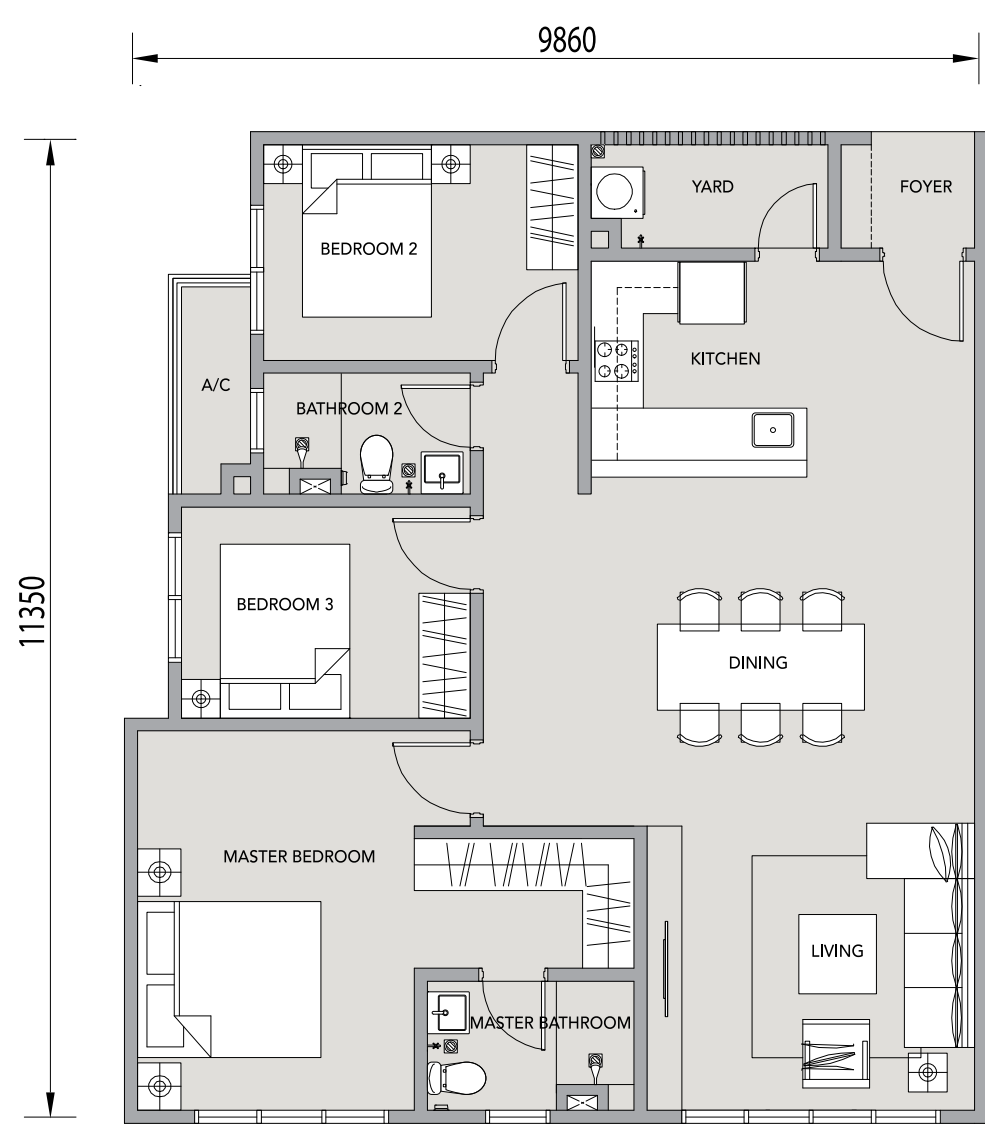 9860
YARD
FOYER
BEDROOM 2
KITCHEN
A/C
BATHROOM 2
11350
BEDROOM 3
DINING
MASTER BEDROOM
LIVING
MASTER BATHROOM